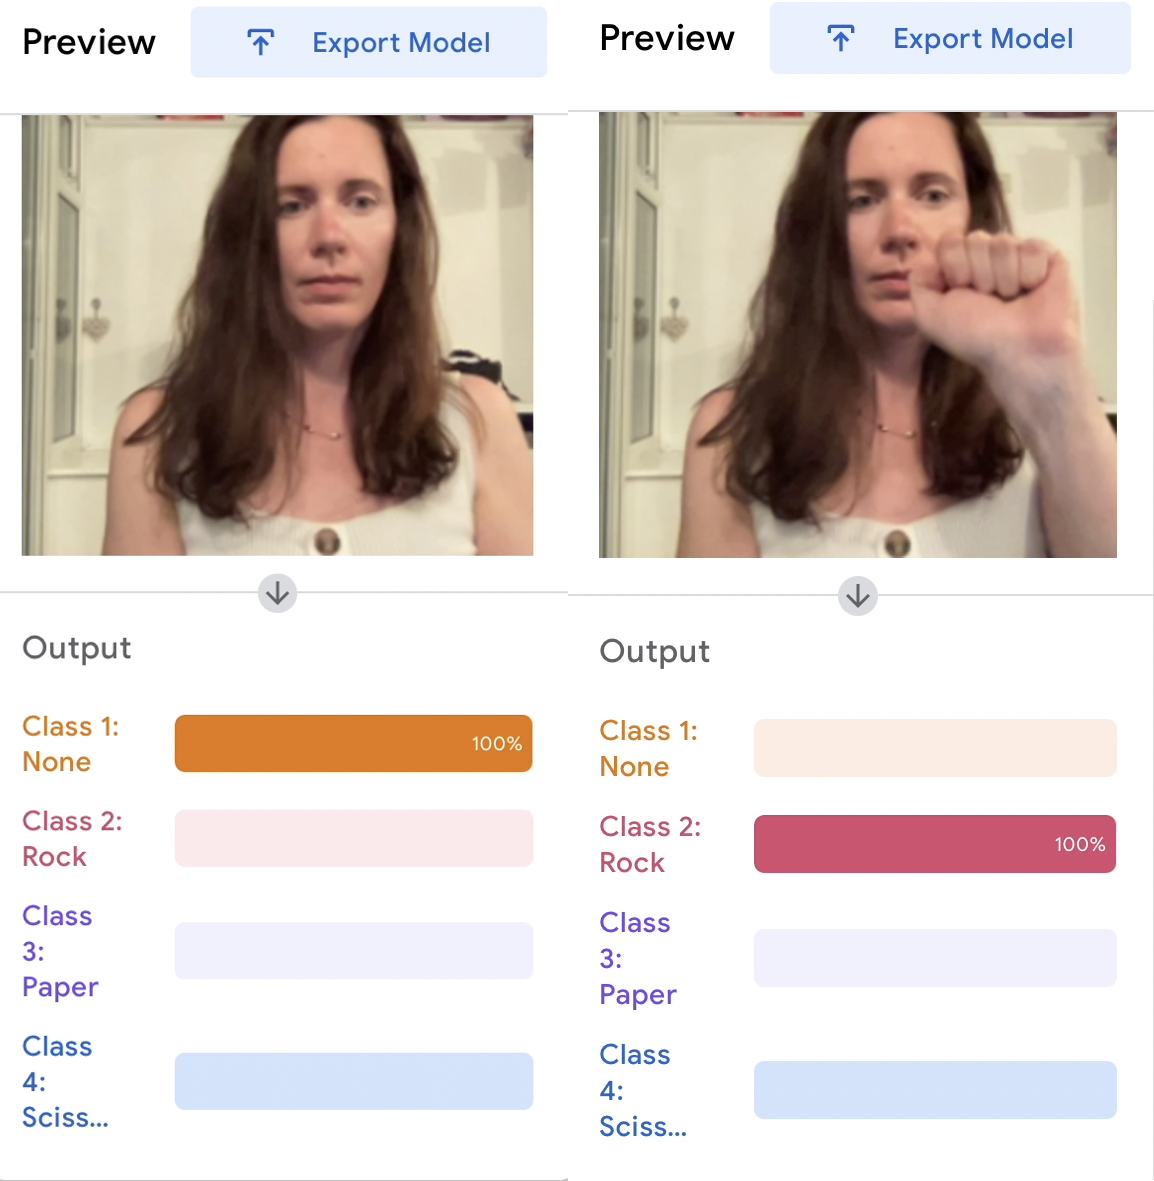 Preview
Export Model
Output
Class 1:
None
100%
Class 2:
Rock
Class
3:
Paper
Class
4:
Sciss...
Preview
Export Model
Output
Class 1:
None
Class 2:
Rock
100%
Class
3:
Paper
Class
4:
Sciss...